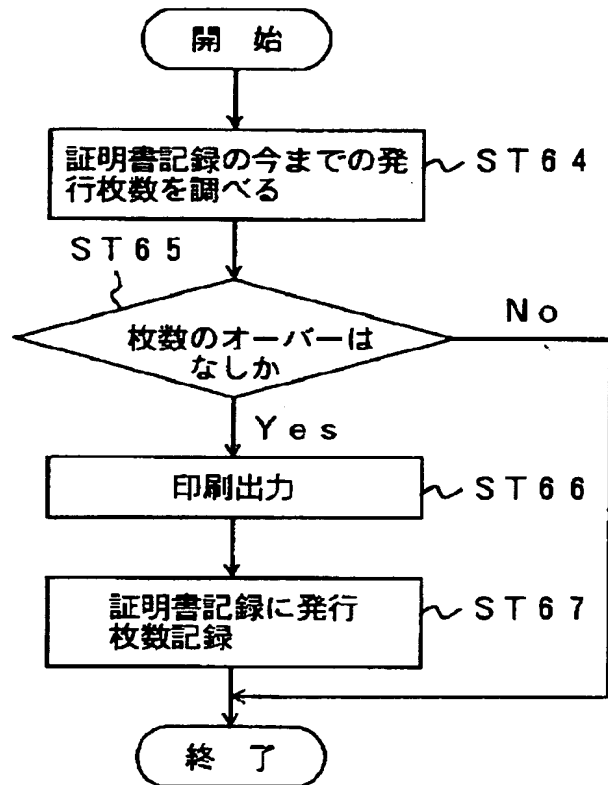 開 始
証明書記録の今までの発
行枚数を調べる
ST64
ST65
枚数のオーバーは
なしか
No
Yes
印刷出力
ST66
証明書記録に発行
枚数記録
ST67
終 了